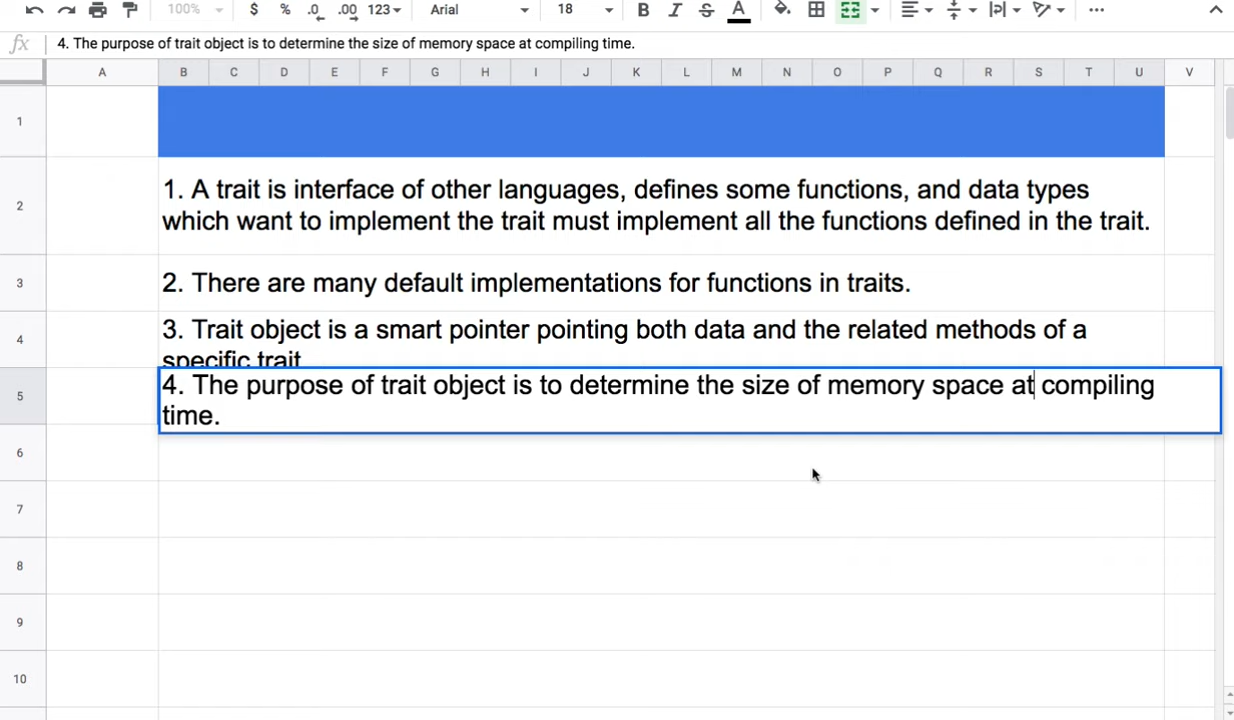 100% $ % .0 .00 123 Arial 18 B I S A
fx 4. The purpose of trait object is to determine the size of memory space at compiling time.
A B C D E F G H I J K L M N O P Q R S T U V
1
2 1. A trait is interface of other languages, defines some functions, and data types
which want to implement the trait must implement all the functions defined in the trait.
3 2. There are many default implementations for functions in traits.
4 3. Trait object is a smart pointer pointing both data and the related methods of a
specific trait
5 4. The purpose of trait object is to determine the size of memory space at compiling
time.
6
7
8
9
10